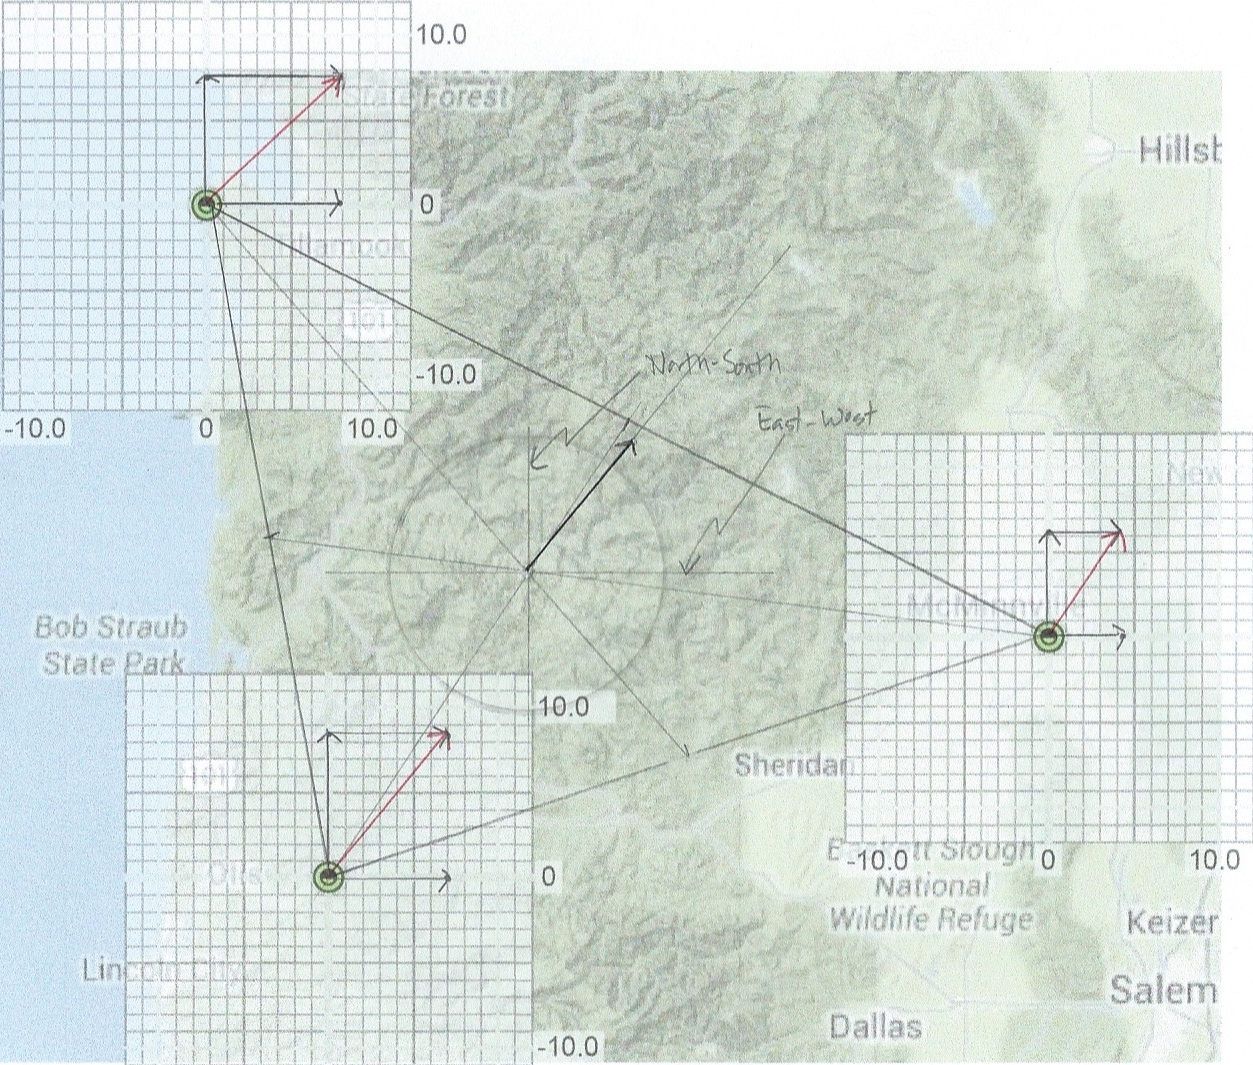 10.0
State Forest
Hillsb
0
101
-10.0
-10.0
0
10.0
North-South
East-West
New
McMinnville
Bob Straub
State Park
10.0
101
Sheridan
0
-10.0
0
10.0
Slough
National
Wildlife Refuge
Keizer
Lincoln City
Salem
Dallas
-10.0